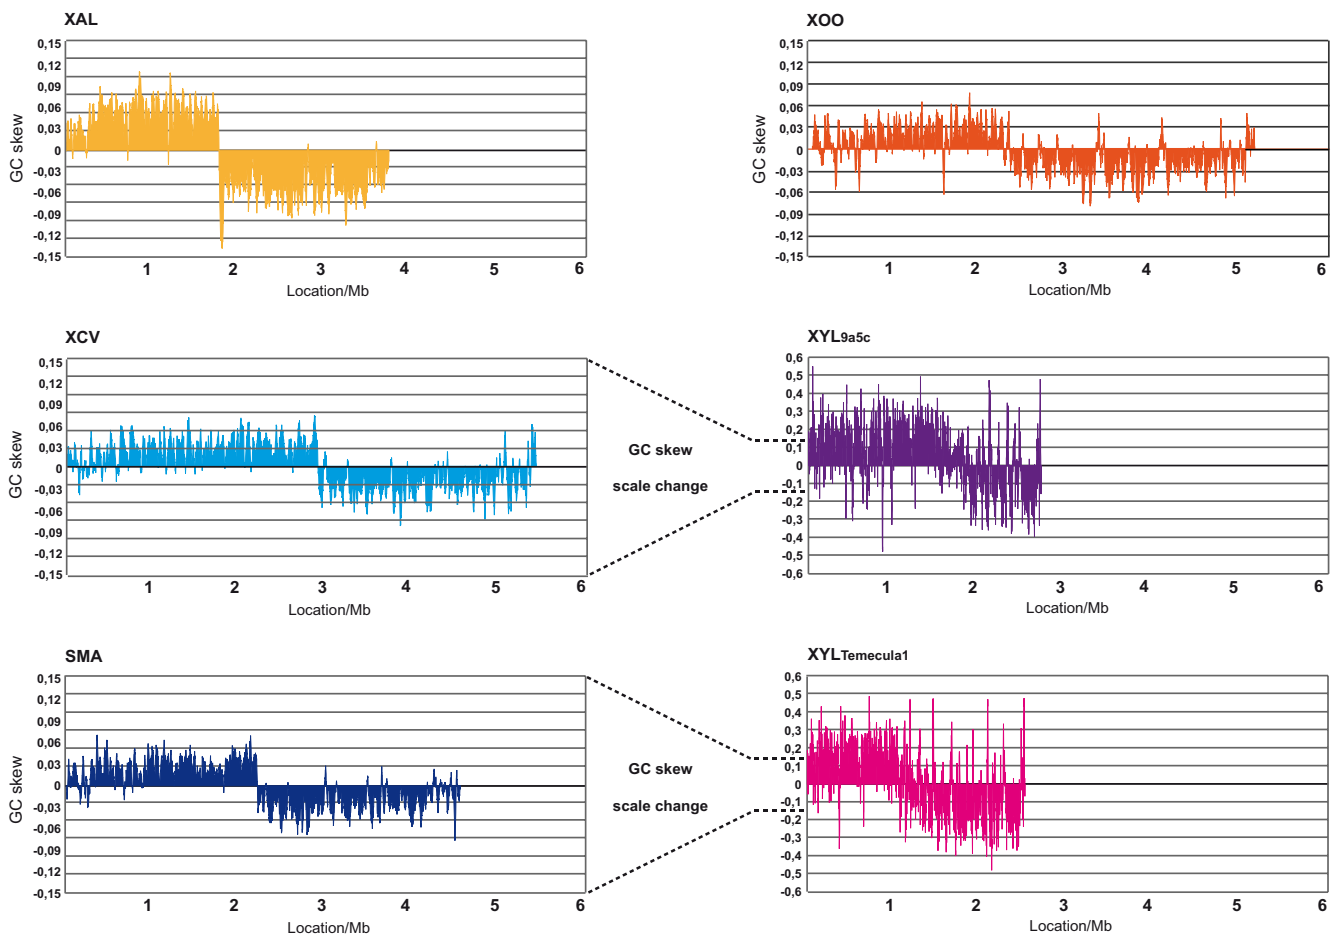 XAL
0,15
0,12
0,09
0,06
0,03
0
-0,03
-0,06
-0,09
-0,12
-0,15
GC skew
1 2 3 4 5 6
Location/Mb
XOO
0,15
0,12
0,09
0,06
0,03
0
-0,03
-0,06
-0,09
-0,12
-0,15
GC skew
1 2 3 4 5 6
Location/Mb
XCV
0,15
0,12
0,09
0,06
0,03
0
-0,03
-0,06
-0,09
-0,12
-0,15
GC skew
1 2 3 4 5 6
Location/Mb
GC skew
scale change
XYL9a5c
0,6
0,5
0,4
0,3
0,2
0,1
0
-0,1
-0,2
-0,3
-0,4
-0,5
-0,6
1 2 3 4 5 6
Location/Mb
SMA
0,15
0,12
0,09
0,06
0,03
0
-0,03
-0,06
-0,09
-0,12
-0,15
GC skew
1 2 3 4 5 6
Location/Mb
GC skew
scale change
XYLTemecula1
0,6
0,5
0,4
0,3
0,2
0,1
0
-0,1
-0,2
-0,3
-0,4
-0,5
-0,6
1 2 3 4 5 6
Location/Mb